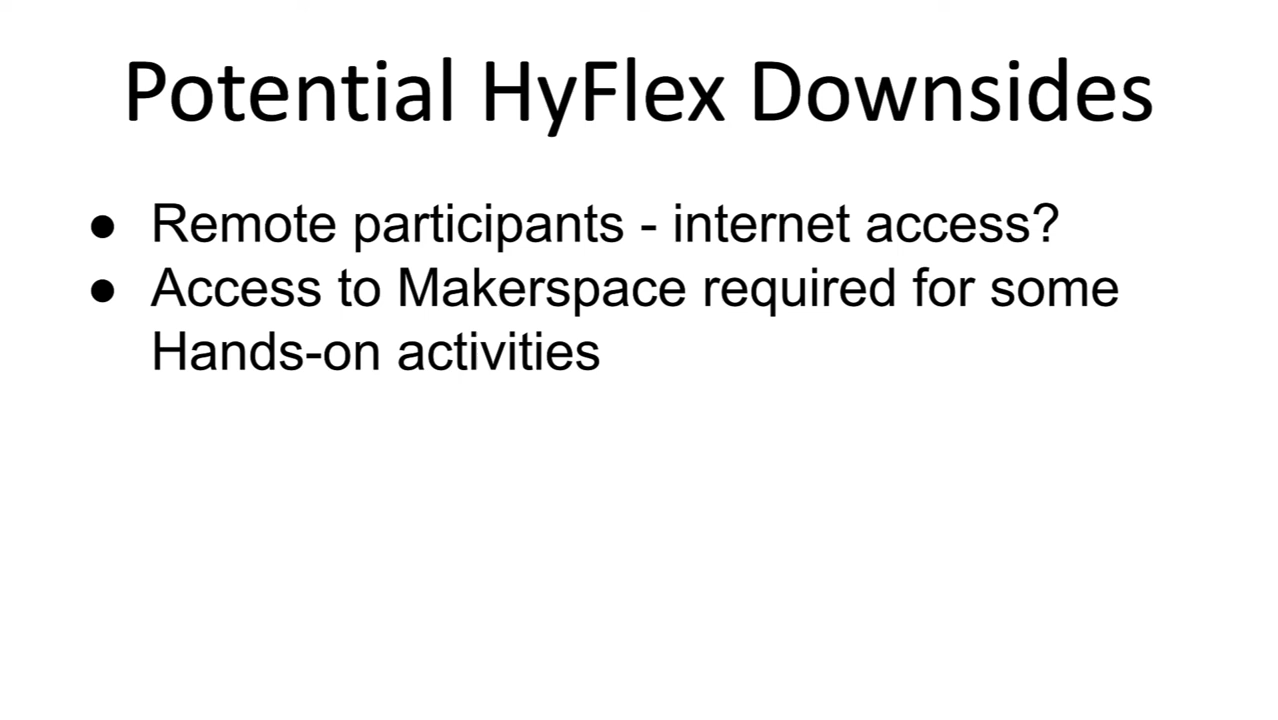 Potential HyFlex Downsides
● Remote participants - internet access?
● Access to Makerspace required for some
Hands-on activities